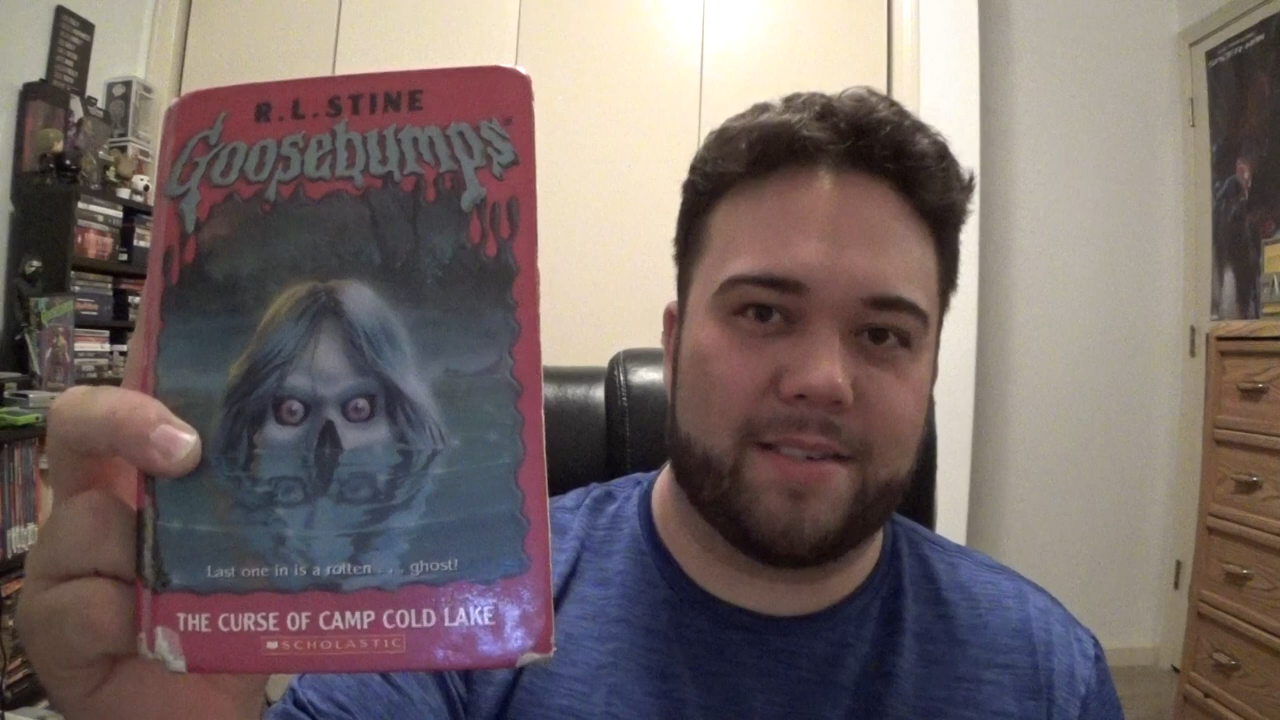 R.L.STINE
Goosebumps
Last one in is a rotten . . . ghost!
THE CURSE OF CAMP COLD LAKE
SCHOLASTIC